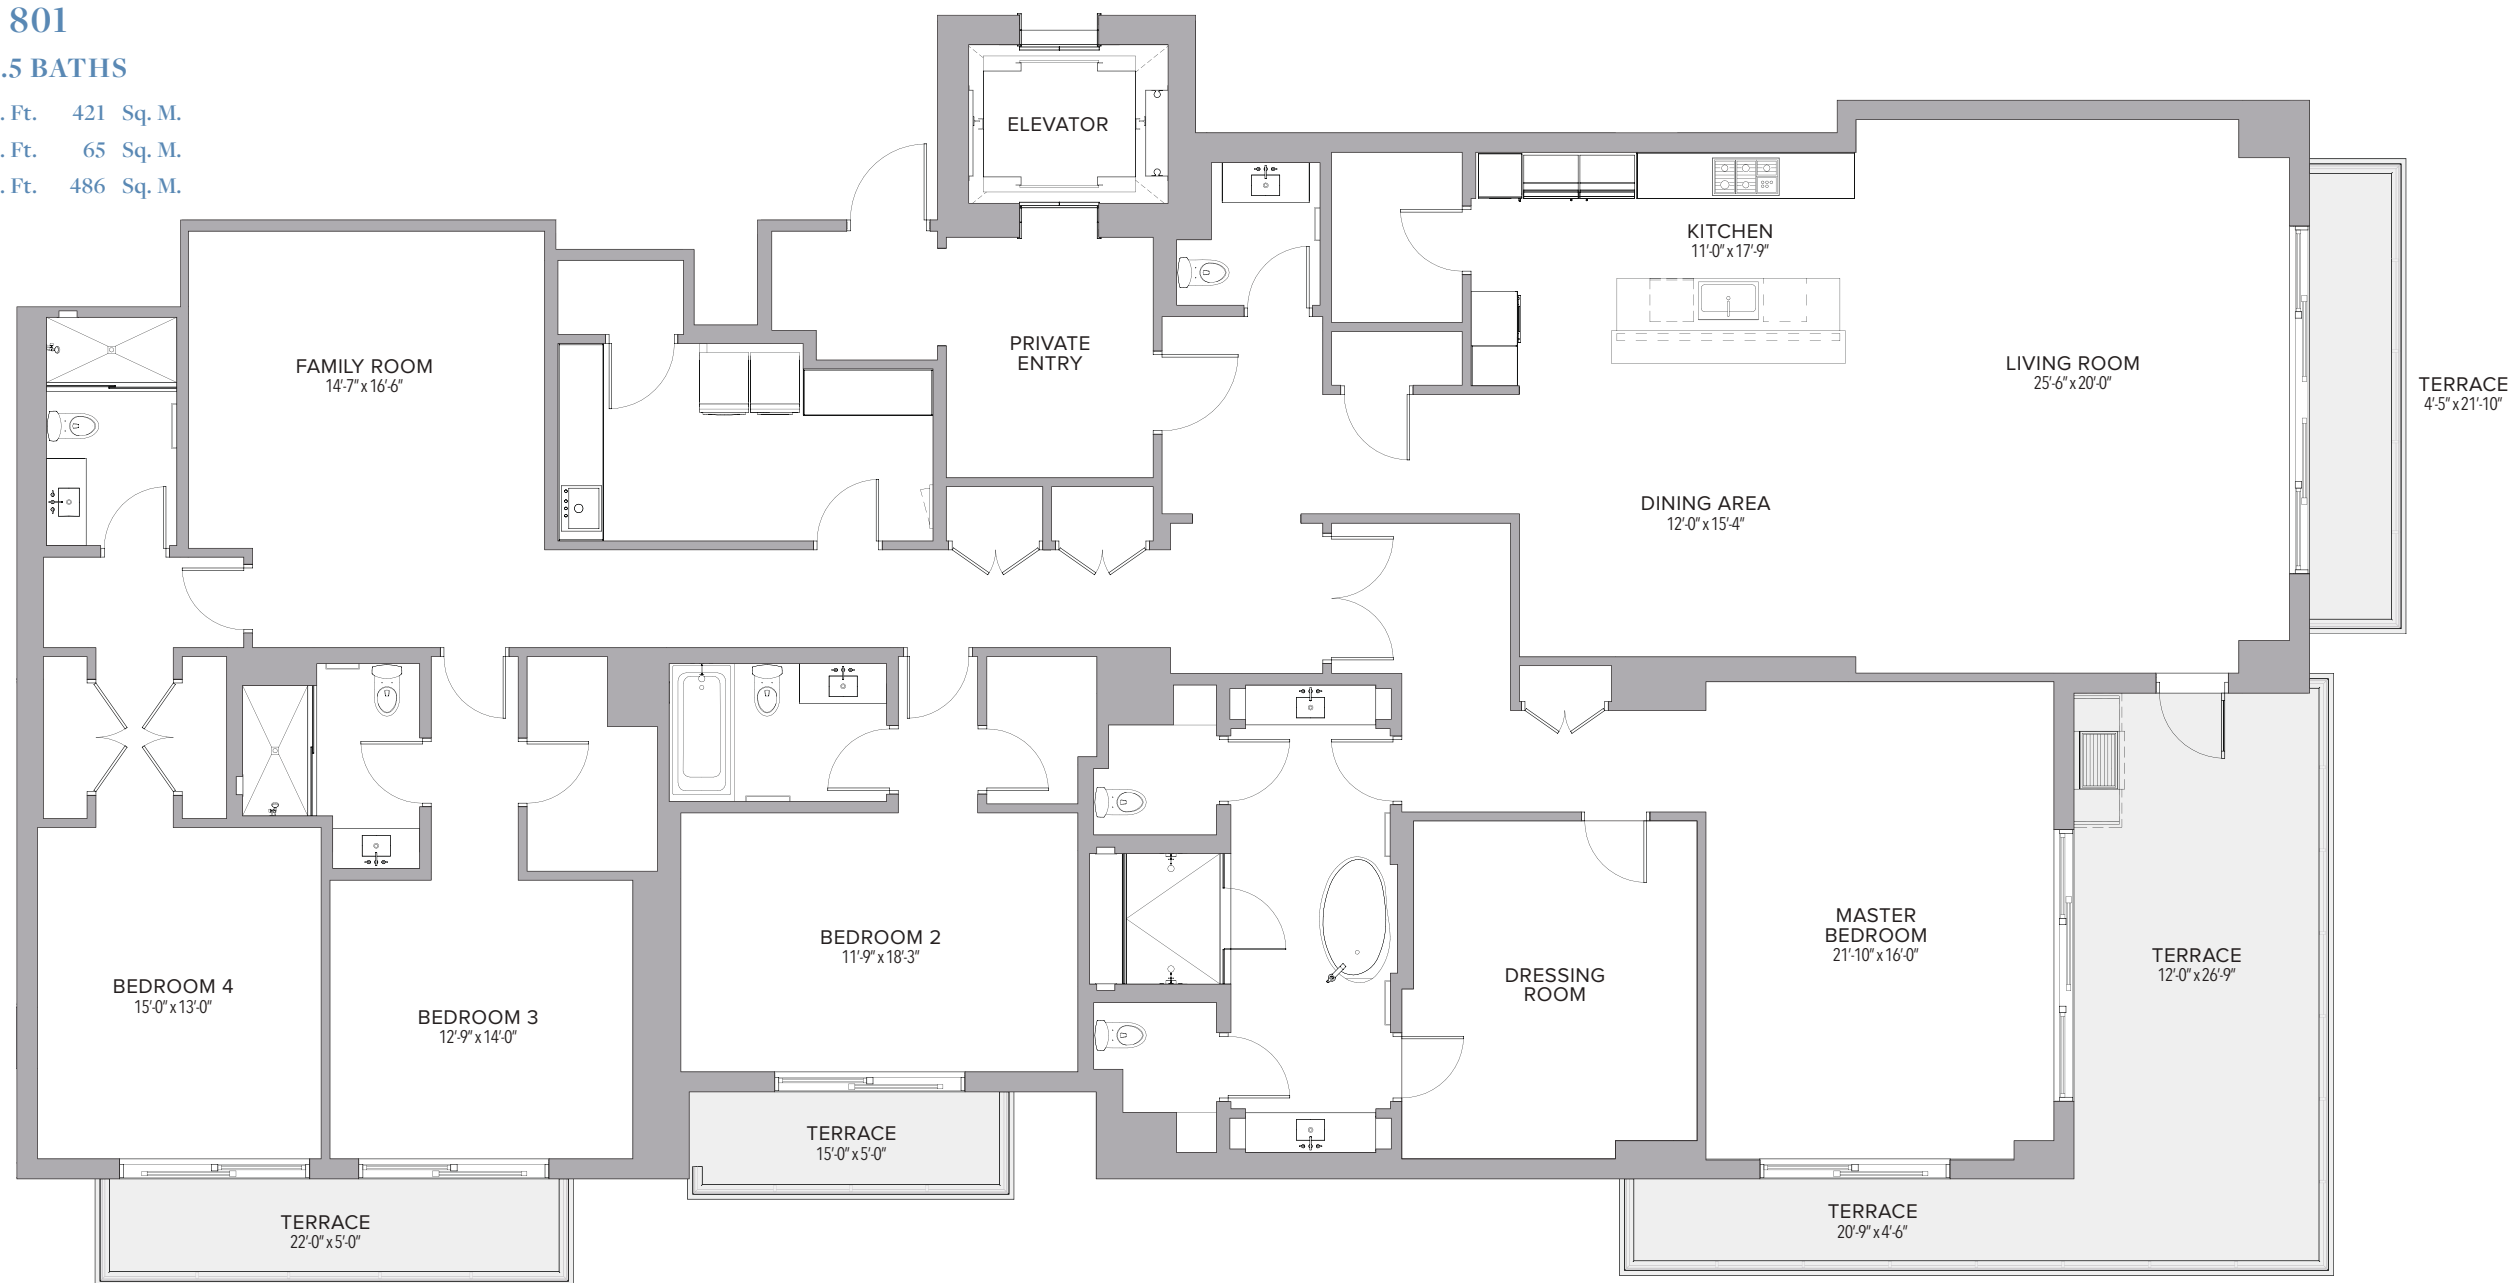 801
.5 BATHS
. Ft. 421 Sq. M.
. Ft. 65 Sq. M.
. Ft. 486 Sq. M.
ELEVATOR
KITCHEN
11'-0" x 17'-9"
PRIVATE
ENTRY
FAMILY ROOM
14'-7" x 16'-6"
LIVING ROOM
25'-6" x 20'-0"
TERRACE
4'-5" x 21'-10"
DINING AREA
12'-0" x 15'-4"
MASTER
BEDROOM
21'-10" x 16'-0"
BEDROOM 2
11'-9" x 18'-3"
TERRACE
12'-0" x 26'-9"
DRESSING
ROOM
BEDROOM 4
15'-0" x 13'-0"
BEDROOM 3
12'-9" x 14'-0"
TERRACE
15'-0" x 5'-0"
TERRACE
22'-0" x 5'-0"
TERRACE
20'-9" x 4'-6"